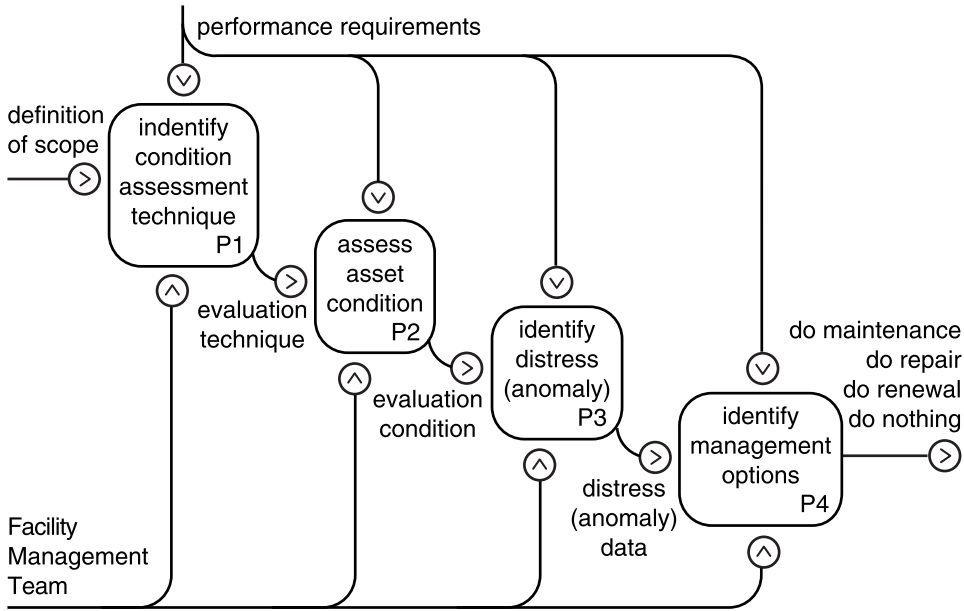 performance requirements
definition
of scope
indentify
condition
assessment
technique
P1
evaluation
technique
assess
asset
condition
P2
evaluation
condition
identify
distress
(anomaly)
P3
distress
(anomaly)
data
identify
management
options
P4
do maintenance
do repair
do renewal
do nothing
Facility
Management
Team